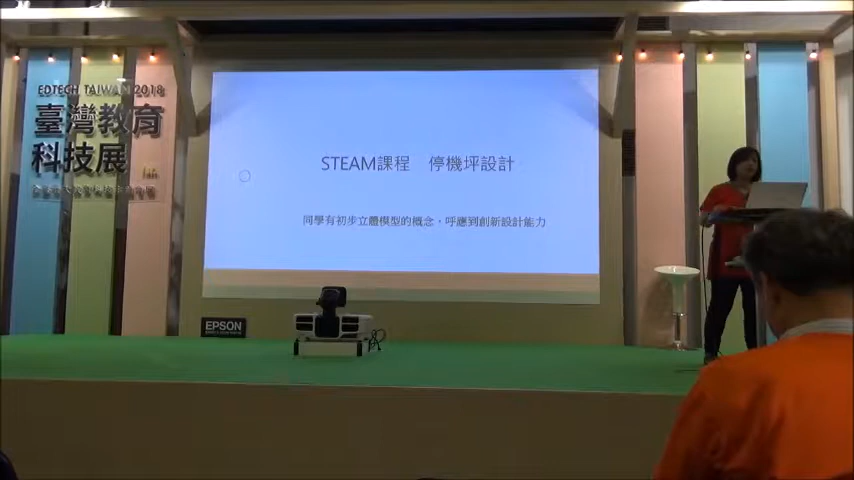 EDTECH TAIWAN 2018
臺灣教育
科技展
STEAM課程 停機坪設計
同學有初步立體模型的概念,呼應到創新設計能力
EPSON